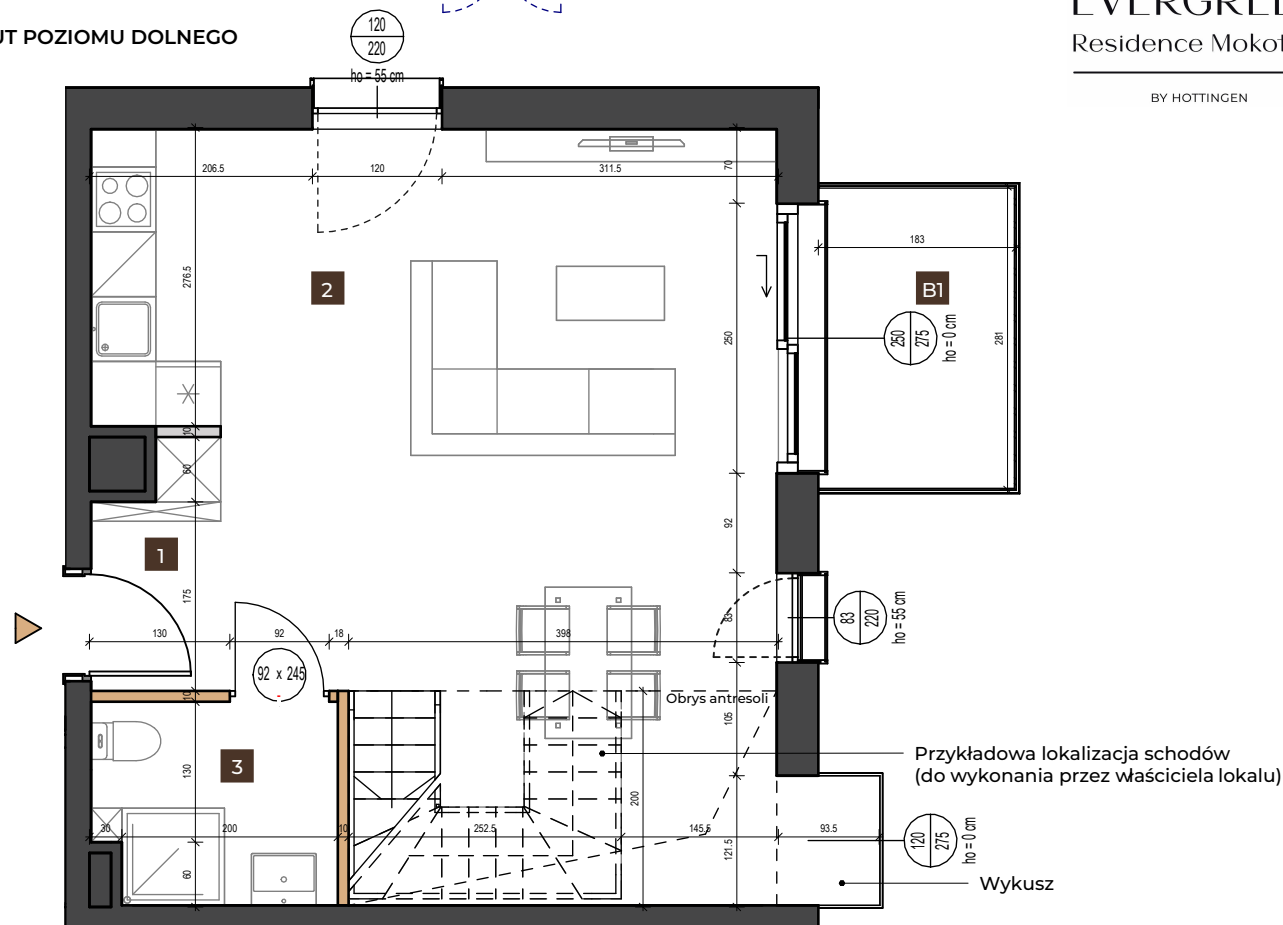 UT POZIOMU DOLNEGO
120
220
ho = 55 cm
EVERGREE
Residence Mokot
BY HOTTINGEN
206.5
120
311.5
70
183
2
B1
276.5
250
250
275
ho = 0 cm
281
10
60
92
1
175
130
92
18
398
83
83
220
ho = 55 cm
92 x 245
10
Obrys antresoli
105
3
130
Przykładowa lokalizacja schodów
(do wykonania przez właściciela lokalu)
200
30
200
10
252.5
145.5
93.5
121.5
120
275
ho = 0 cm
60
Wykusz